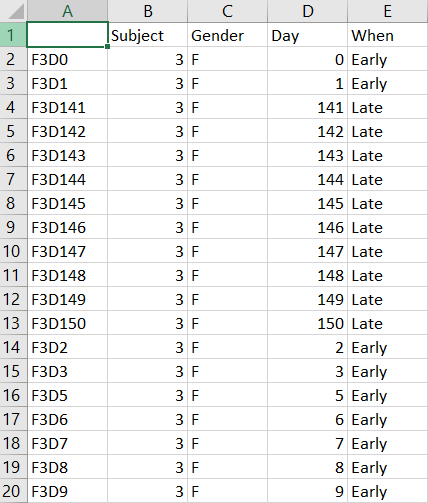 A B C D E
1 Subject Gender Day When
2 F3D0 3 F 0 Early
3 F3D1 3 F 1 Early
4 F3D141 3 F 141 Late
5 F3D142 3 F 142 Late
6 F3D143 3 F 143 Late
7 F3D144 3 F 144 Late
8 F3D145 3 F 145 Late
9 F3D146 3 F 146 Late
10 F3D147 3 F 147 Late
11 F3D148 3 F 148 Late
12 F3D149 3 F 149 Late
13 F3D150 3 F 150 Late
14 F3D2 3 F 2 Early
15 F3D3 3 F 3 Early
16 F3D5 3 F 5 Early
17 F3D6 3 F 6 Early
18 F3D7 3 F 7 Early
19 F3D8 3 F 8 Early
20 F3D9 3 F 9 Early